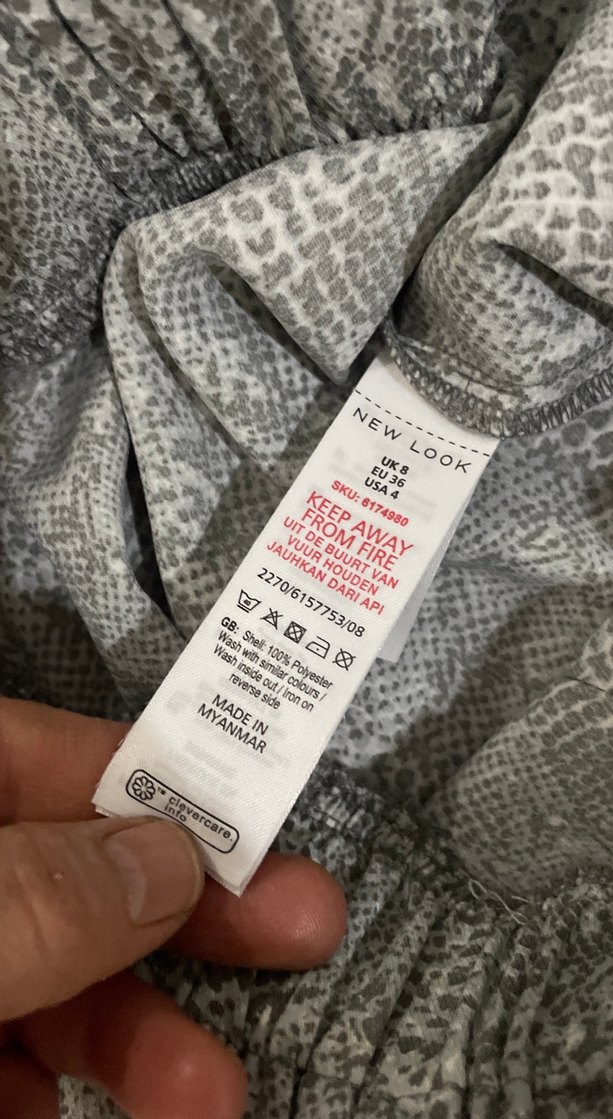 NEW LOOK
UK 8
EU 36
USA 4
SKU: 6174980
KEEP AWAY
FROM FIRE
UIT DE BUURT VAN
VUUR HOUDEN
JAUHKAN DARI API
2270/6157753/08
GB: Shell: 100% Polyester
Wash with similar colours /
Wash inside out / Iron on
reverse side
MADE IN
MYANMAR
™ clevercare.
info